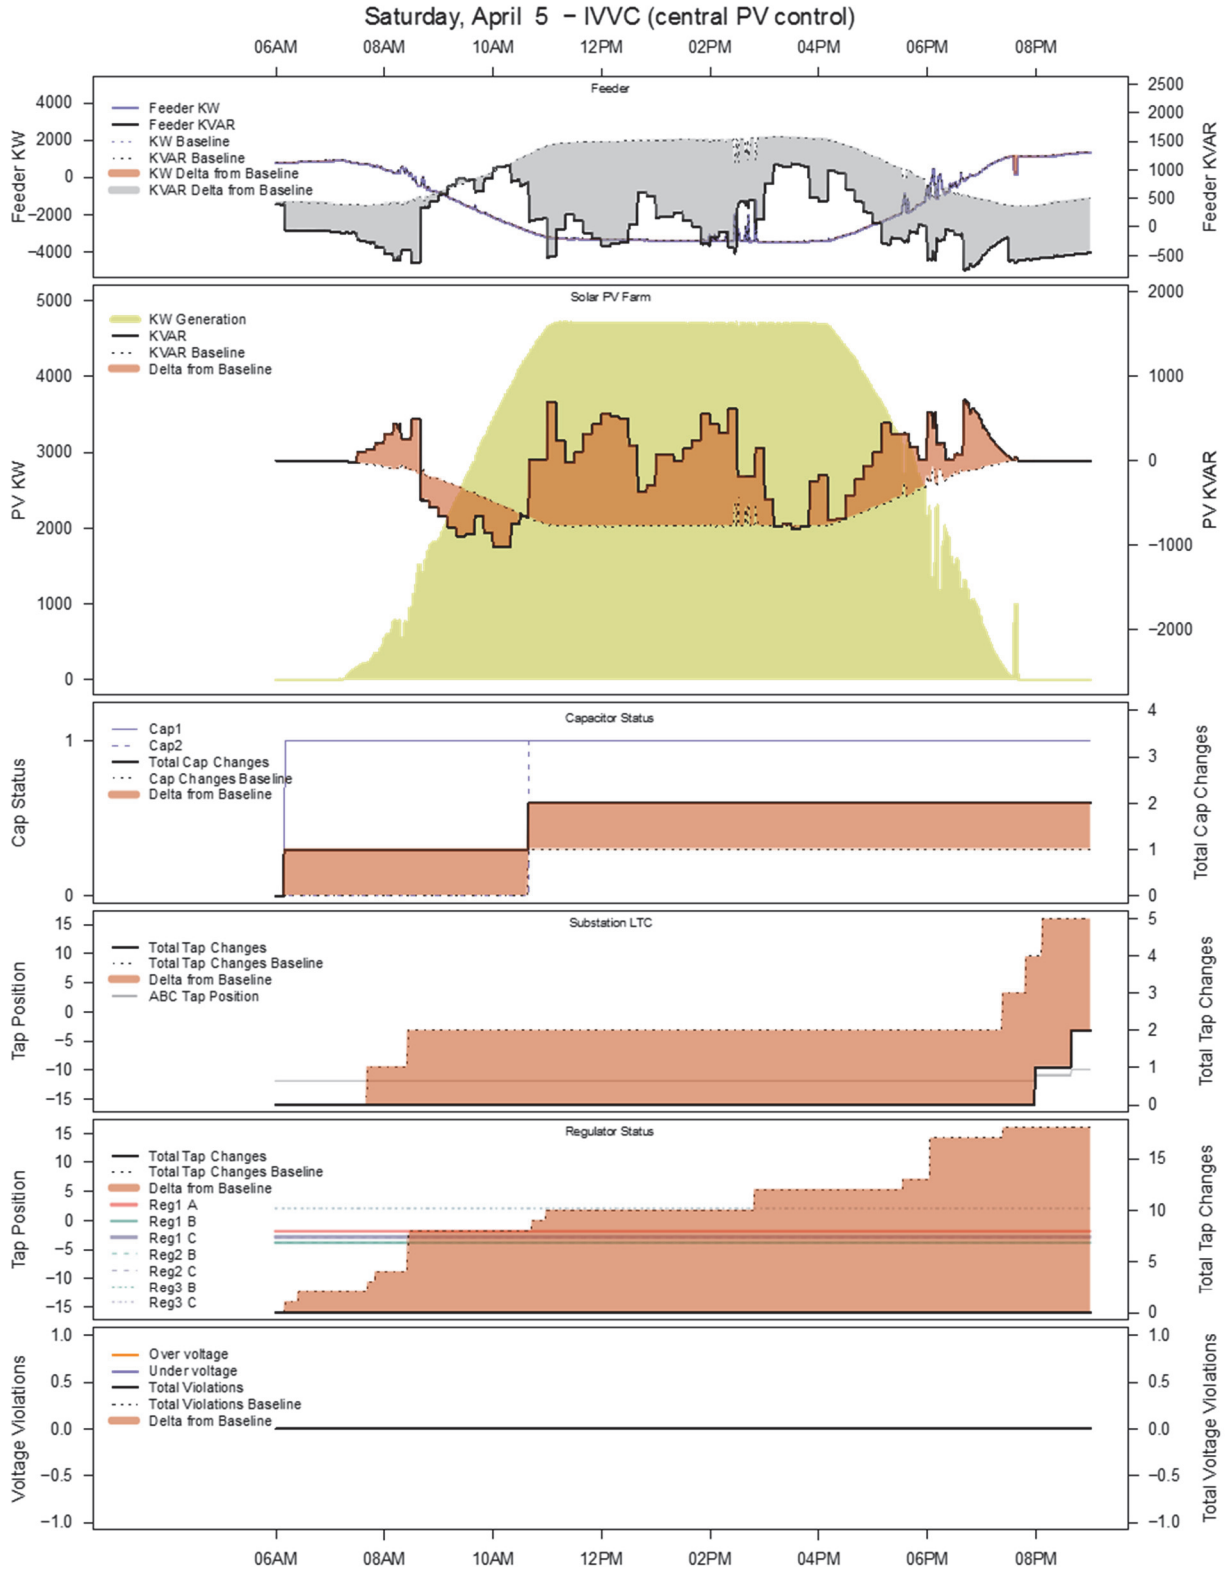 Saturday, April 5 − IVVC (central PV control)
06AM 08AM 10AM 12PM 02PM 04PM 06PM 08PM
Feeder
Feeder KW
4000
2000
0
−2000
−4000
Feeder KW
Feeder KVAR
KW Baseline
KVAR Baseline
KW Delta from Baseline
KVAR Delta from Baseline
2500
2000
1500
1000
500
0
−500
Feeder KVAR
Solar PV Farm
PV KW
5000
4000
3000
2000
1000
0
KW Generation
KVAR
KVAR Baseline
Delta from Baseline
2000
1000
0
−1000
−2000
PV KVAR
Capacitor Status
Cap Status
1
0
Cap1
Cap2
Total Cap Changes
Cap Changes Baseline
Delta from Baseline
4
3
2
1
0
Total Cap Changes
Substation LTC
Tap Position
15
10
5
0
−5
−10
−15
Total Tap Changes
Total Tap Changes Baseline
Delta from Baseline
ABC Tap Position
5
4
3
2
1
0
Total Tap Changes
Regulator Status
Tap Position
15
10
5
0
−5
−10
−15
Total Tap Changes
Total Tap Changes Baseline
Delta from Baseline
Reg1 A
Reg1 B
Reg1 C
Reg2 B
Reg2 C
Reg3 B
Reg3 C
15
10
5
0
Total Tap Changes
Voltage Violations
1.0
0.5
0.0
−0.5
−1.0
Over voltage
Under voltage
Total Violations
Total Violations Baseline
Delta from Baseline
1.0
0.5
0.0
−0.5
−1.0
Total Voltage Violations
06AM 08AM 10AM 12PM 02PM 04PM 06PM 08PM